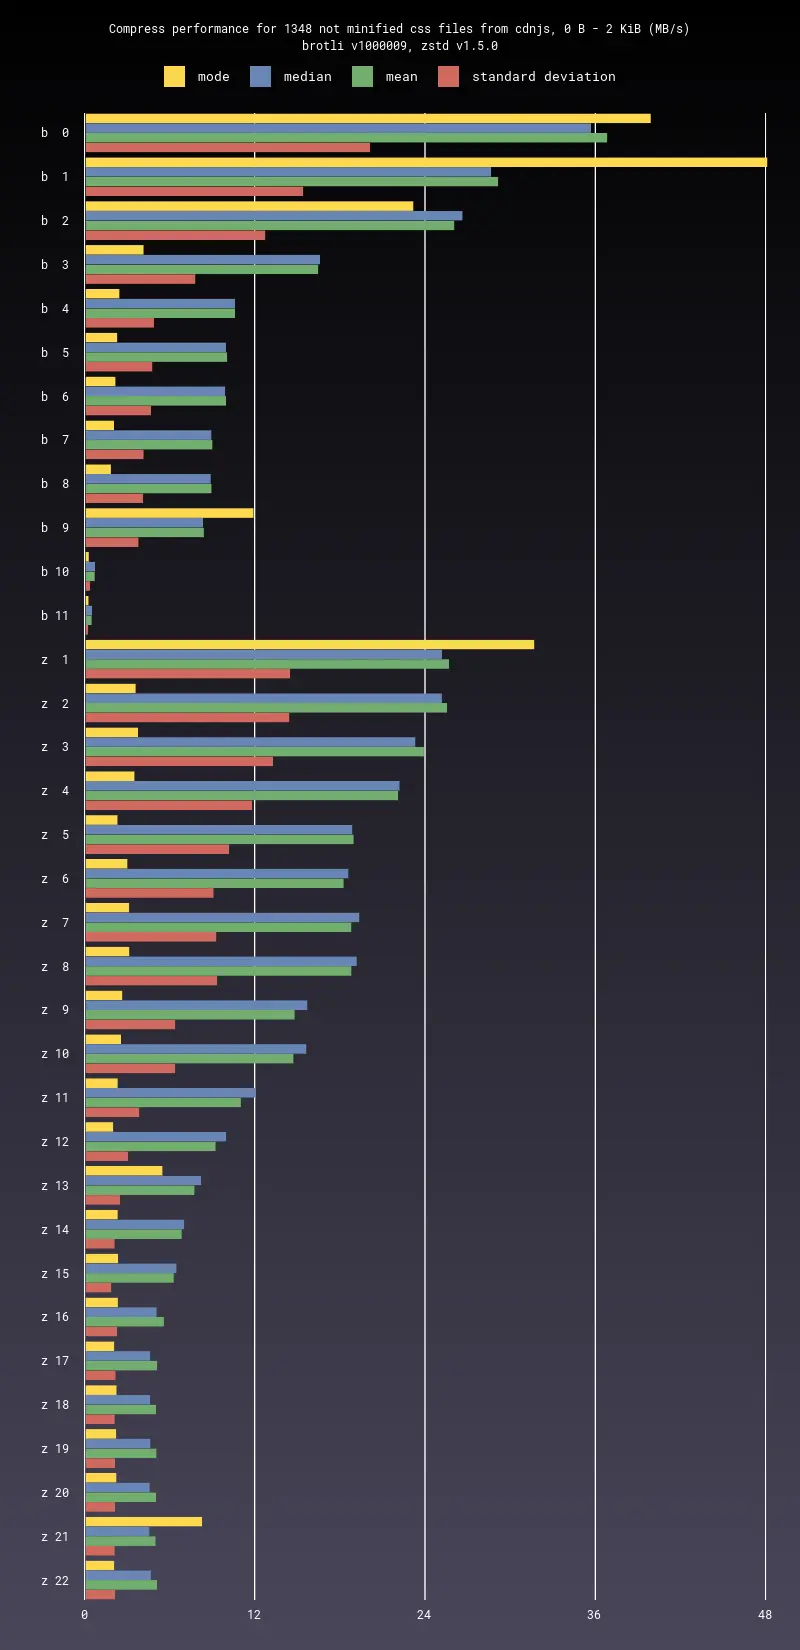 Compress performance for 1348 not minified css files from cdnjs, 0 B - 2 KiB (MB/s)
brotli v1000009, zstd v1.5.0
mode median mean standard deviation
b 0
b 1
b 2
b 3
b 4
b 5
b 6
b 7
b 8
b 9
b 10
b 11
z 1
z 2
z 3
z 4
z 5
z 6
z 7
z 8
z 9
z 10
z 11
z 12
z 13
z 14
z 15
z 16
z 17
z 18
z 19
z 20
z 21
z 22
0 12 24 36 48